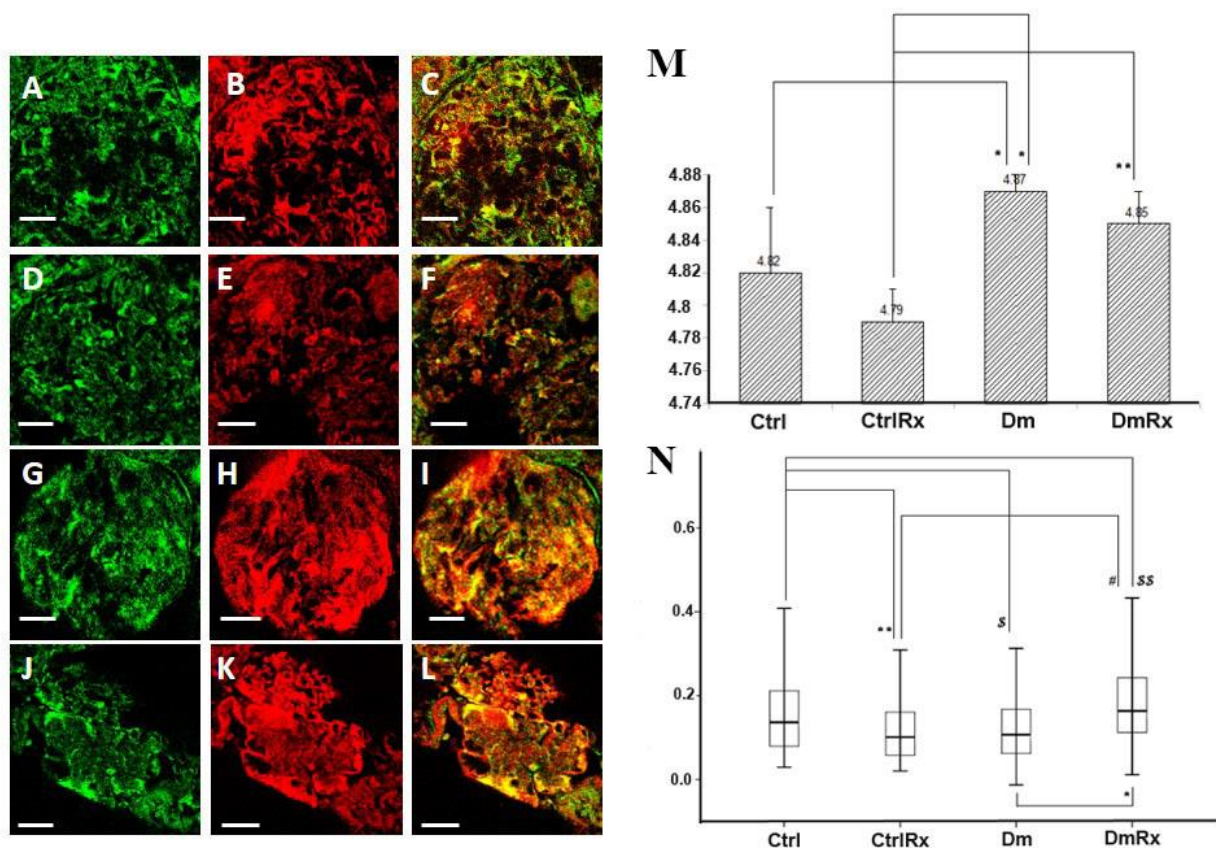 A B C
D E F
G H I
J K L
M
* * **
4.88
4.86
4.84
4.82
4.8
4.78
4.76
4.74
4.82 4.79 4.87 4.85
Ctrl CtrlRx Dm DmRx
N
0.6
0.4
0.2
0.0
** $ # $$
*
Ctrl CtrlRx Dm DmRx